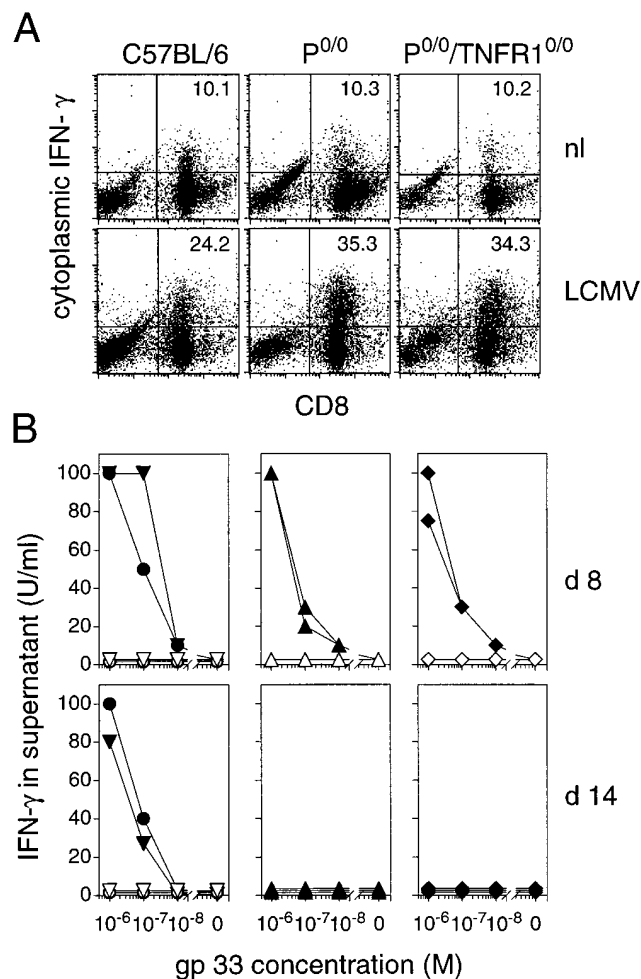 A
C57BL/6 P⁰/⁰ P⁰/⁰/TNFR1⁰/⁰
cytoplasmic IFN- γ
10.1 10.3 10.2
nl
24.2 35.3 34.3
LCMV
CD8
B
IFN-γ in supernatant (U/ml)
100
80
60
40
20
0
d 8
100
80
60
40
20
0
d 14
10⁻⁶ 10⁻⁷ 10⁻⁸ 0 10⁻⁶ 10⁻⁷ 10⁻⁸ 0 10⁻⁶ 10⁻⁷ 10⁻⁸ 0
gp 33 concentration (M)